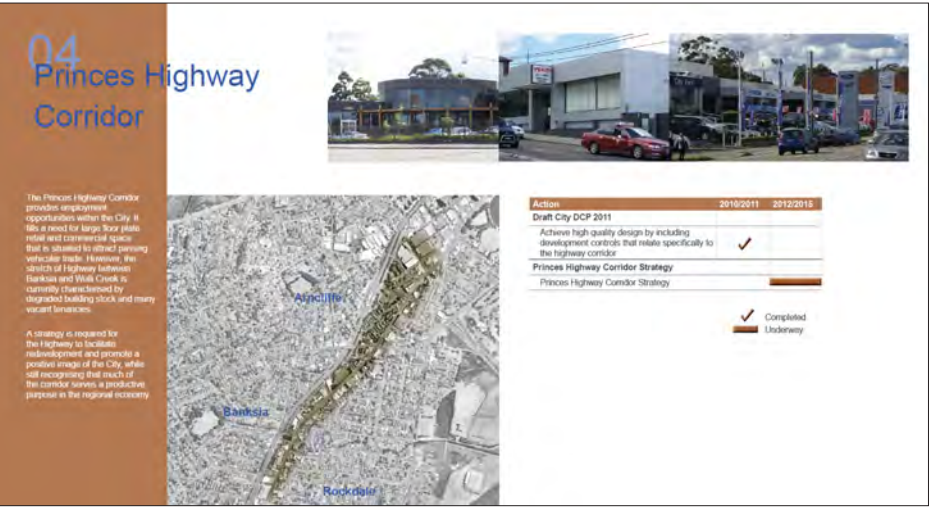 04
Princes Highway
Corridor
The Princes Highway Corridor
provides employment
opportunities within the City. It
fills a need for large floor plate
retail and commercial space
that is situated to attract passing
vehicular trade. However, the
stretch of Highway between
Banksia and Wolli Creek is
currently characterised by
degraded building stock and many
vacant tenancies.
A strategy is required for
the Highway to facilitate
redevelopment and promote a
positive image of the City, while
still recognising that much of
the corridor serves a productive
purpose in the regional economy.
Arncliffe
Banksia
Rockdale
Action 2010/2011 2012/2015
Draft City DCP 2011
Achieve high quality design by including
development controls that relate specifically to
the highway corridor
Princes Highway Corridor Strategy
Princes Highway Corridor Strategy
Completed
Underway